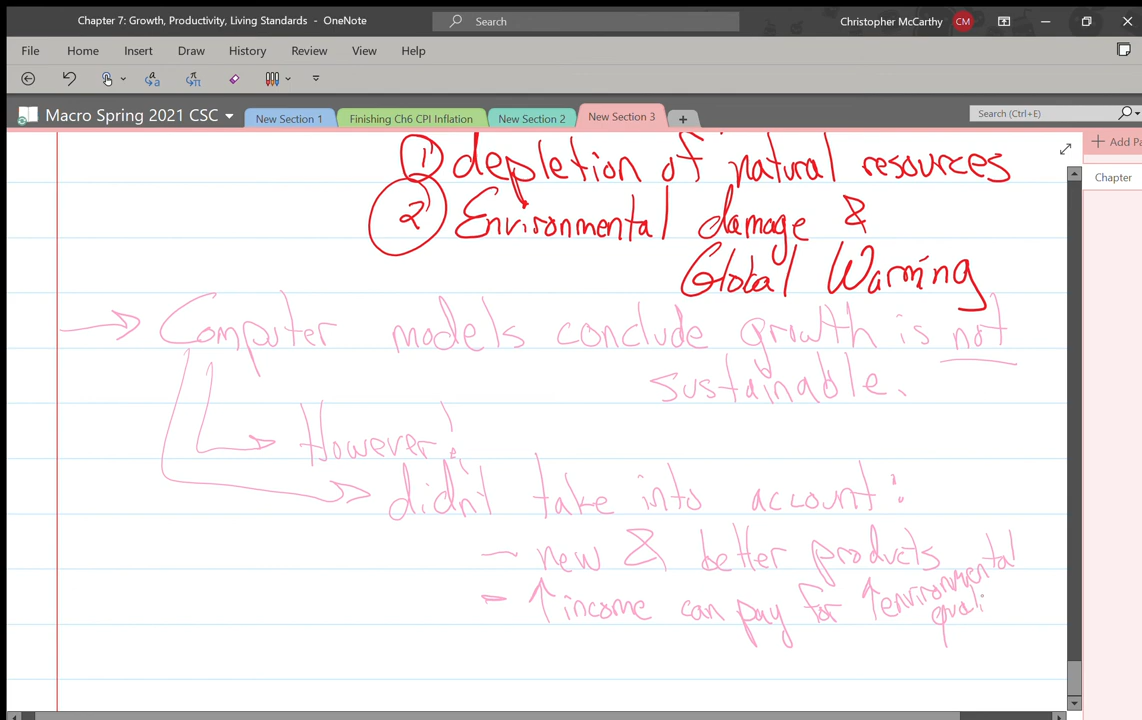 Chapter 7: Growth, Productivity, Living Standards - OneNote
Search
Christopher McCarthy CM
File Home Insert Draw History Review View Help
Macro Spring 2021 CSC New Section 1 Finishing Ch6 CPI Inflation New Section 2 New Section 3 + Search (Ctrl+E)
+ Add Pa
Chapter
① depletion of natural resources
② Environmental damage &
Global Warming
→ Computer models conclude growth is not
sustainable.
→ However!
→ didn't take into account:
- new & better products
- ↑ income can pay for ↑ environmental
quali